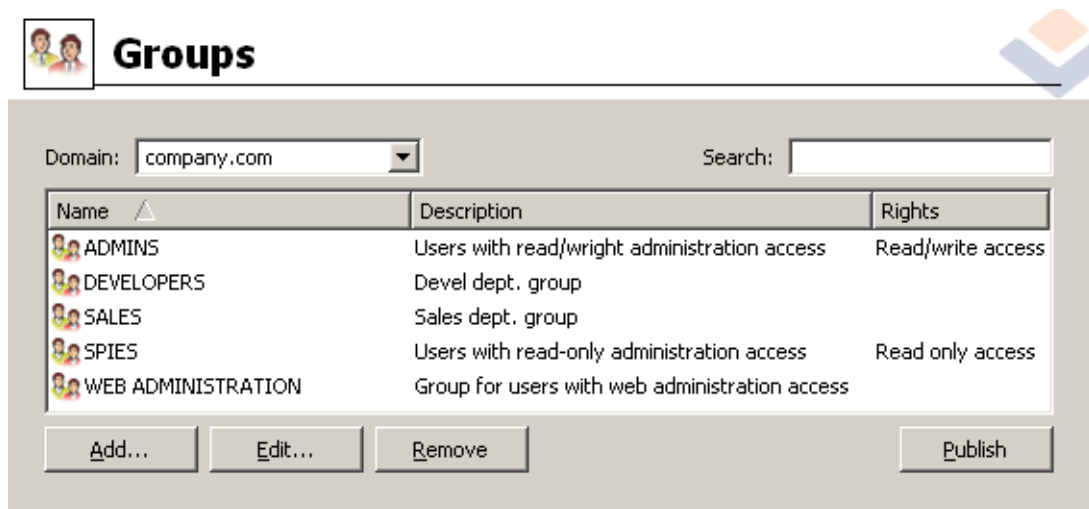 Groups
Domain: company.com Search:
Name Description Rights
ADMINS Users with read/wright administration access Read/write access
DEVELOPERS Devel dept. group
SALES Sales dept. group
SPIES Users with read-only administration access Read only access
WEB ADMINISTRATION Group for users with web administration access
Add... Edit... Remove Publish